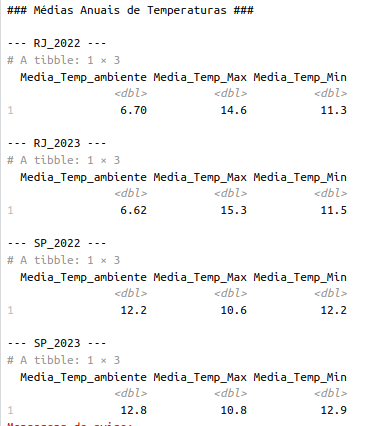 ### Médias Anuais de Temperaturas ###
--- RJ_2022 ---
# A tibble: 1 × 3
Media_Temp_ambiente Media_Temp_Max Media_Temp_Min
<dbl> <dbl> <dbl>
1 6.70 14.6 11.3
--- RJ_2023 ---
# A tibble: 1 × 3
Media_Temp_ambiente Media_Temp_Max Media_Temp_Min
<dbl> <dbl> <dbl>
1 6.62 15.3 11.5
--- SP_2022 ---
# A tibble: 1 × 3
Media_Temp_ambiente Media_Temp_Max Media_Temp_Min
<dbl> <dbl> <dbl>
1 12.2 10.6 12.2
--- SP_2023 ---
# A tibble: 1 × 3
Media_Temp_ambiente Media_Temp_Max Media_Temp_Min
<dbl> <dbl> <dbl>
1 12.8 10.8 12.9